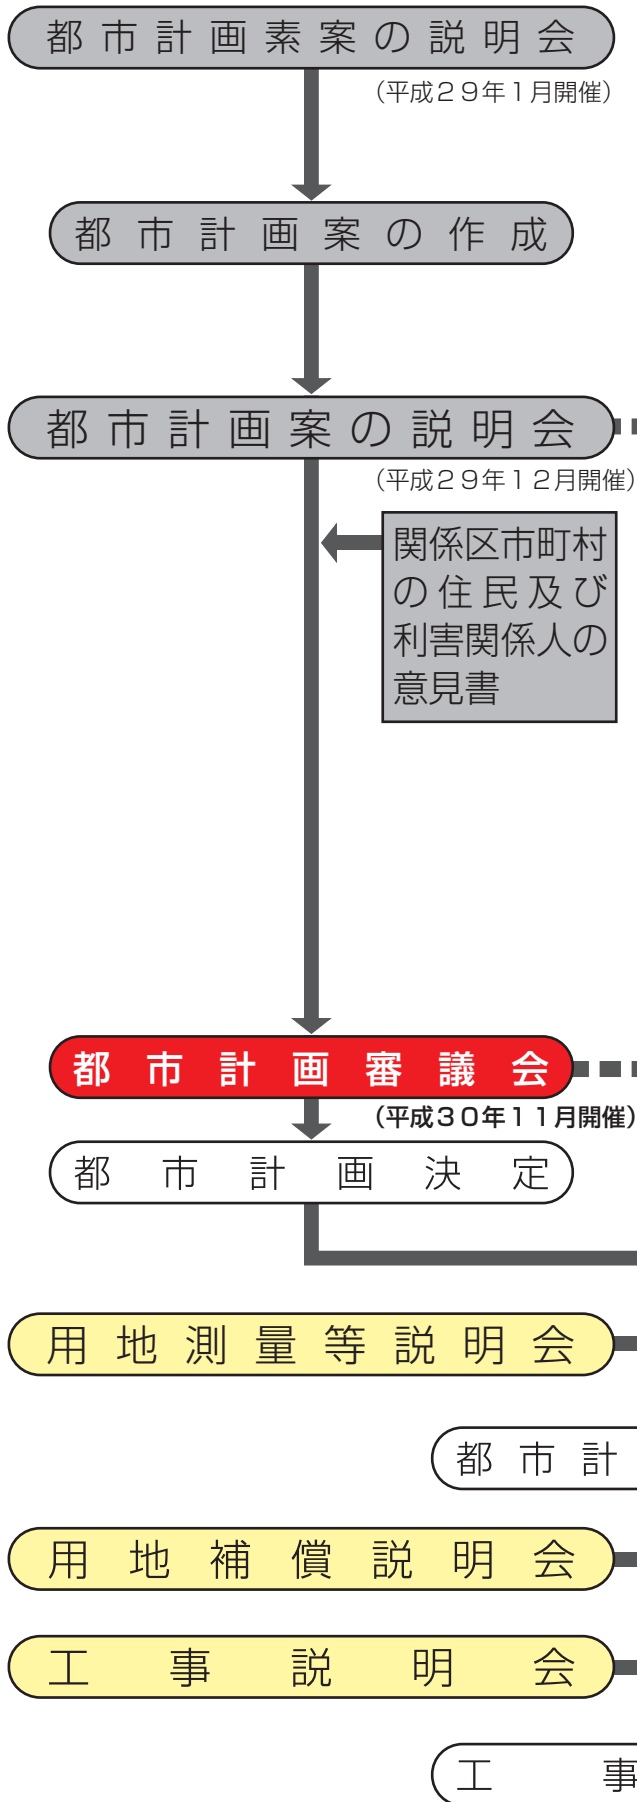 都市計画素案の説明会
（平成２９年１月開催）
都市計画案の作成
都市計画案の説明会
（平成２９年１２月開催）
関係区市町村
の住民及び
利害関係人の
意見書
都市計画審議会
（平成３０年１１月開催）
都市計画決定
用地測量等説明会
都市計
用地補償説明会
工事説明会
工事